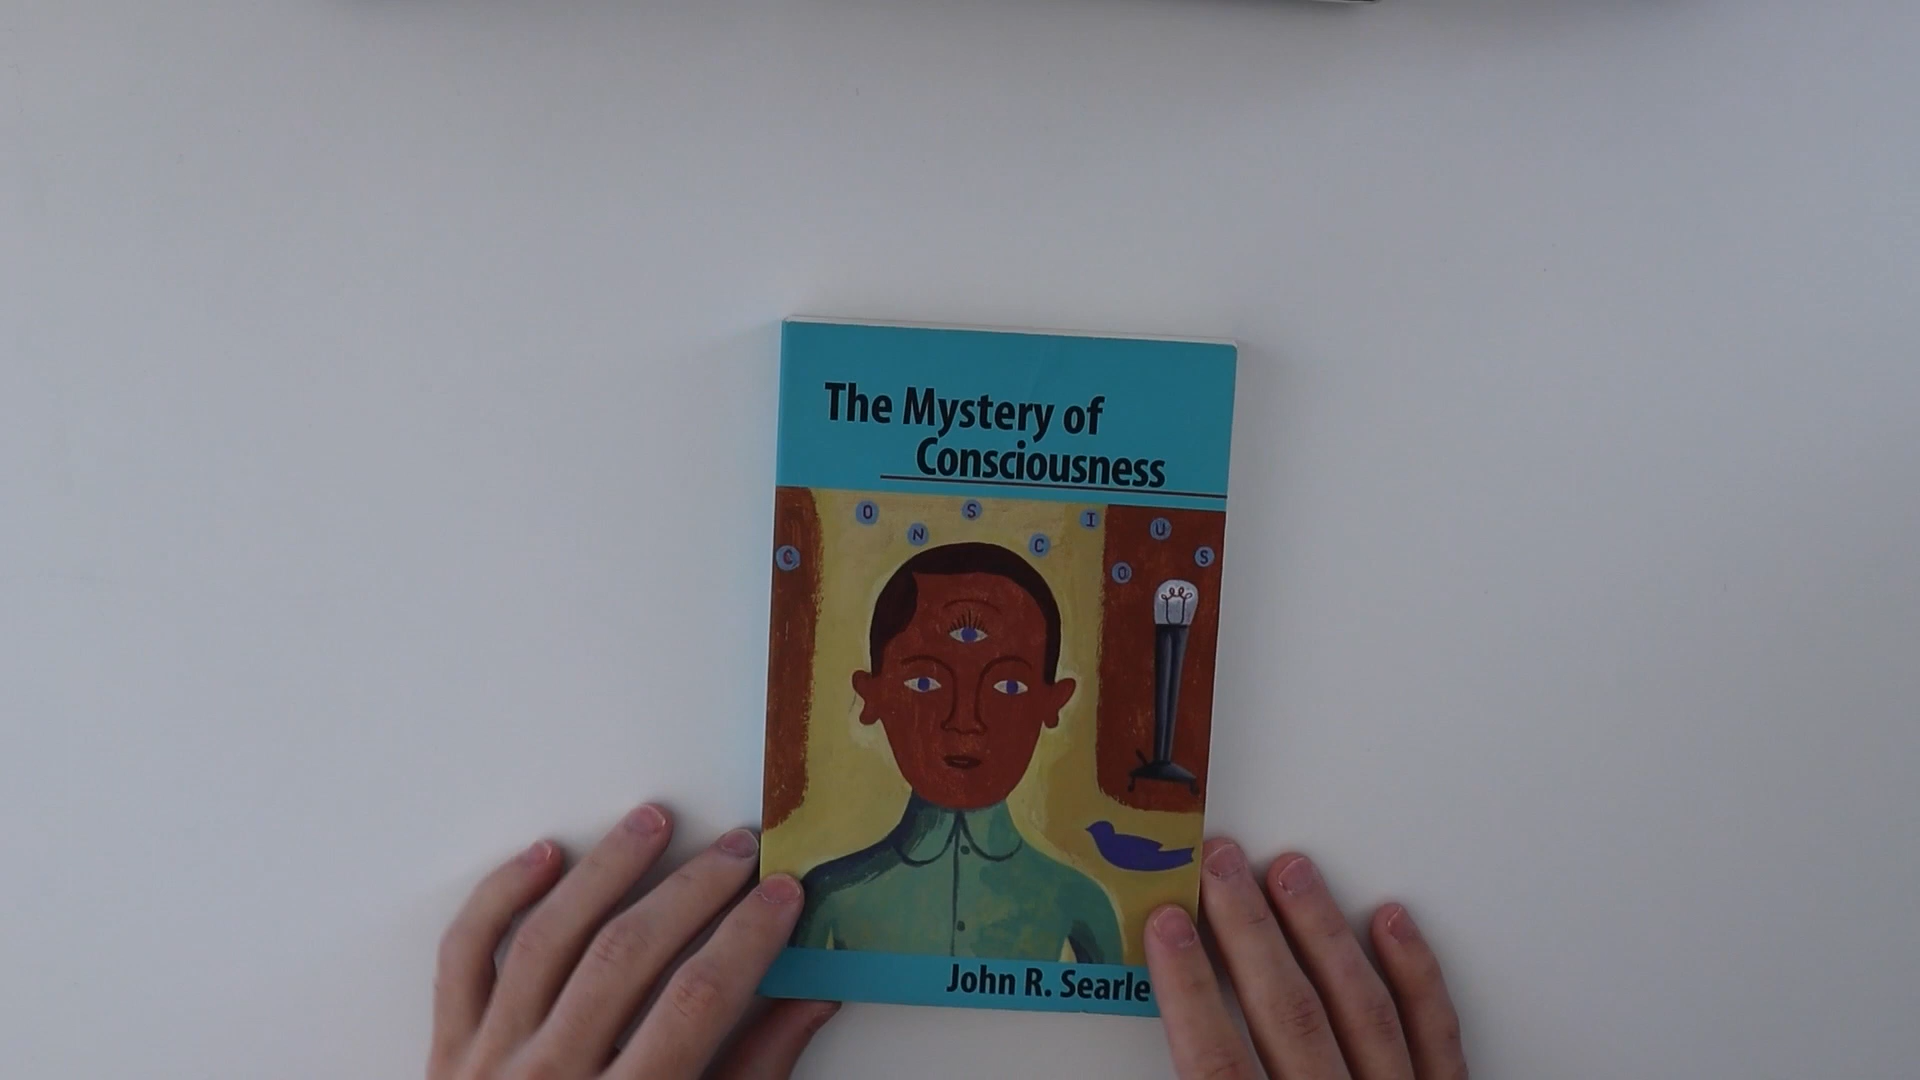 The Mystery of
Consciousness
C O N S C I O U S
John R. Searle